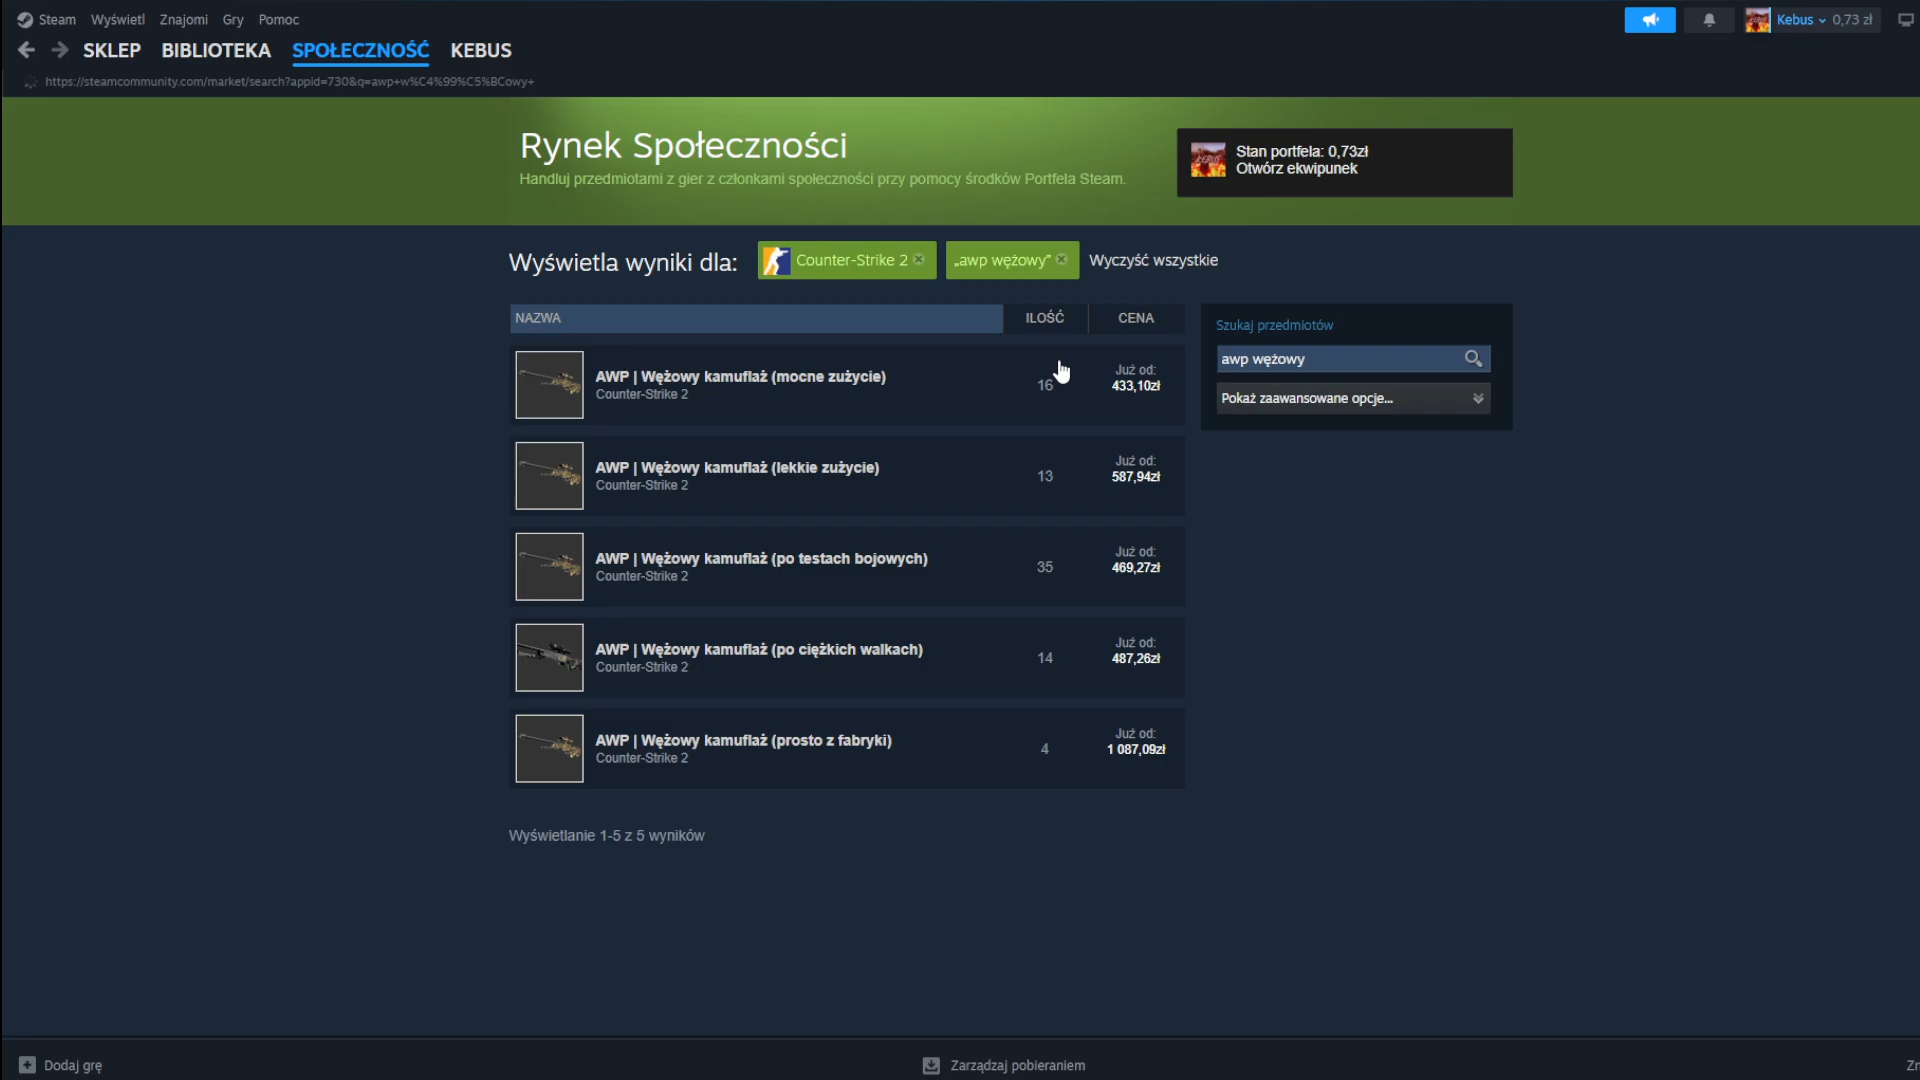 Steam Wyświetl Znajomi Gry Pomoc
Kebus 0,73 zł
SKLEP BIBLIOTEKA SPOŁECZNOŚĆ KEBUS
https://steamcommunity.com/market/search?appid=730&q=awp+w%C4%99%C5%BCowy+
Rynek Społeczności
Handluj przedmiotami z gier z członkami społeczności przy pomocy środków Portfela Steam.
Stan portfela: 0,73zł
Otwórz ekwipunek
Wyświetla wyniki dla: Counter-Strike 2 „awp wężowy” Wyczyść wszystkie
NAZWA ILOŚĆ CENA
AWP | Wężowy kamuflaż (mocne zużycie)
Counter-Strike 2
16
Już od:
433,10zł
AWP | Wężowy kamuflaż (lekkie zużycie)
Counter-Strike 2
13
Już od:
587,94zł
AWP | Wężowy kamuflaż (po testach bojowych)
Counter-Strike 2
35
Już od:
469,27zł
AWP | Wężowy kamuflaż (po ciężkich walkach)
Counter-Strike 2
14
Już od:
487,26zł
AWP | Wężowy kamuflaż (prosto z fabryki)
Counter-Strike 2
4
Już od:
1 087,09zł
Wyświetlanie 1-5 z 5 wyników
Szukaj przedmiotów
awp wężowy
Pokaż zaawansowane opcje...
Dodaj grę
Zarządzaj pobieraniem